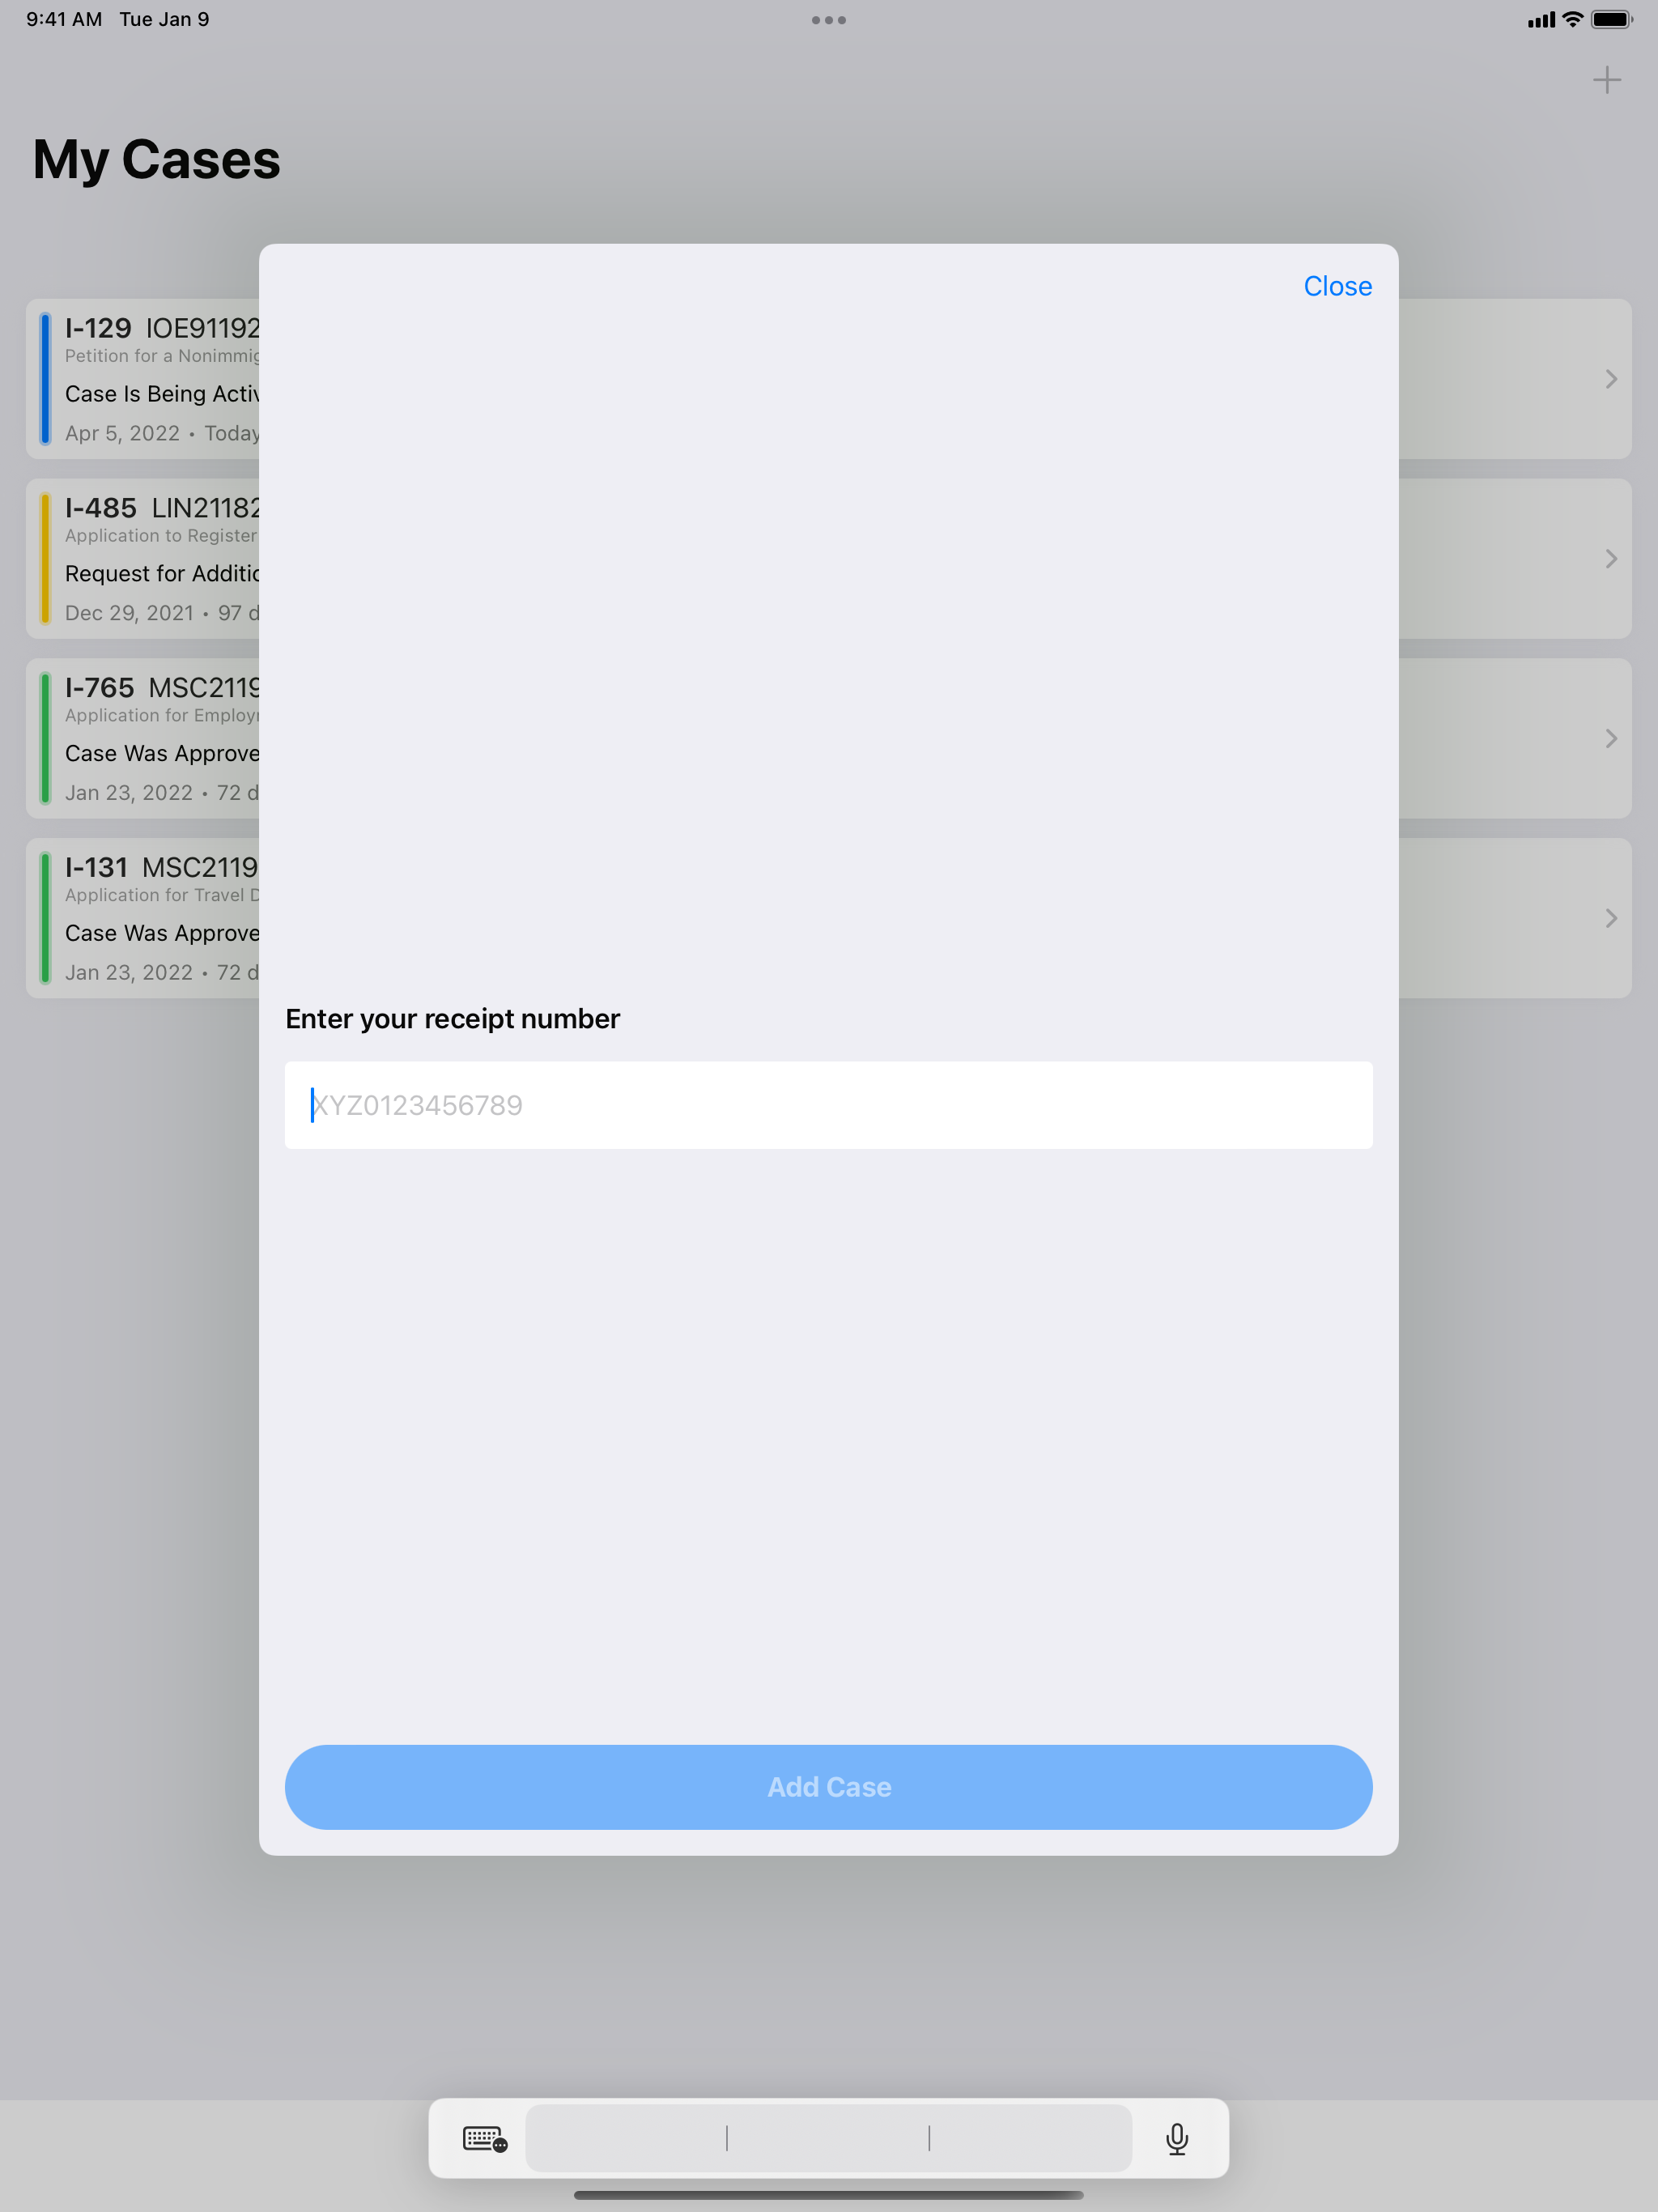 9:41 AM Tue Jan 9
My Cases
Close
I-129 IOE91192
Petition for a Nonimmig
Case Is Being Activ
Apr 5, 2022 • Today
I-485 LIN21182
Application to Register
Request for Additic
Dec 29, 2021 • 97 d
I-765 MSC2119
Application for Employ
Case Was Approve
Jan 23, 2022 • 72 d
I-131 MSC2119
Application for Travel D
Case Was Approve
Jan 23, 2022 • 72 d
Enter your receipt number
XYZ0123456789
Add Case